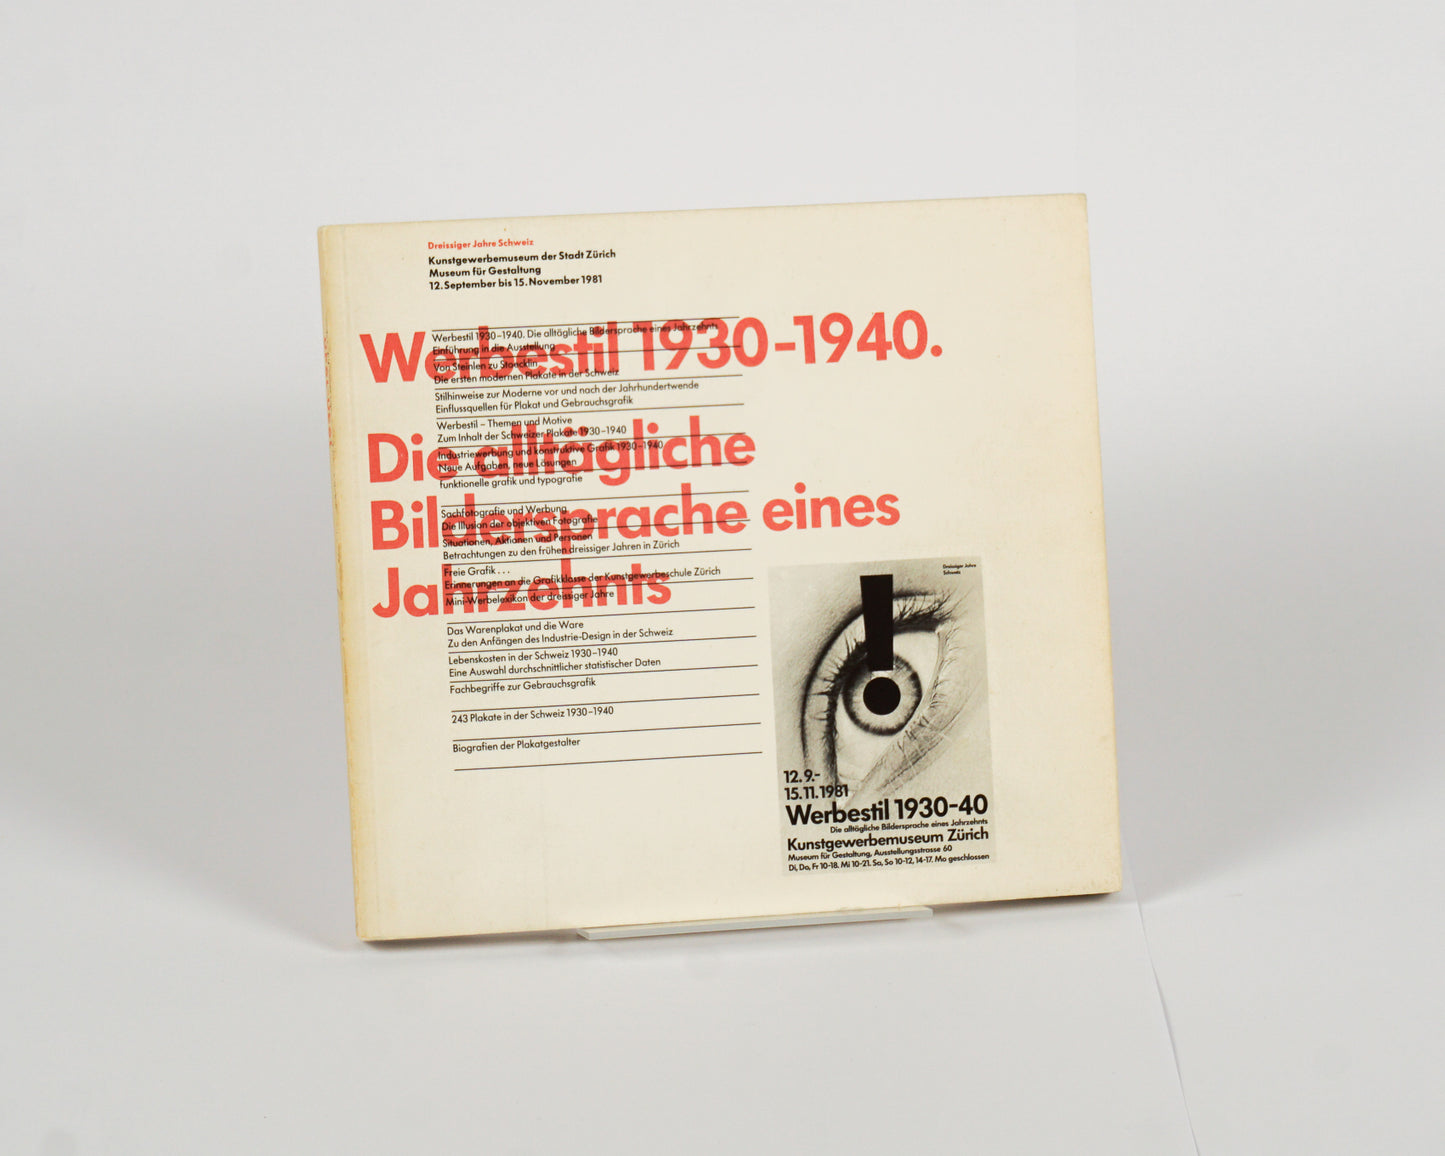 Dreissiger Jahre Schweiz
Kunstgewerbemuseum der Stadt Zürich
Museum für Gestaltung
12. September bis 15. November 1981
Werbestil 1930-1940.
Die alltägliche
Bildersprache eines
Jahrzehnts
Werbestil 1930–1940. Die alltägliche Bildersprache eines Jahrzehnts
Einführung in die Ausstellung
Von Steinlen zu Stoecklin
Die ersten modernen Plakate in der Schweiz
Stilhinweise zur Moderne vor und nach der Jahrhundertwende
Einflussquellen für Plakat und Gebrauchsgrafik
Werbestil – Themen und Motive
Zum Inhalt der Schweizer Plakate 1930–1940
Industriewerbung und konstruktive Grafik 1930–1940
Neue Aufgaben, neue Lösungen
funktionelle grafik und typografie
Sachfotografie und Werbung
Die Illusion der objektiven Fotografie
Situationen, Aktionen und Personen
Betrachtungen zu den frühen dreissiger Jahren in Zürich
Freie Grafik . . .
Erinnerungen an die Grafikklasse der Kunstgewerbeschule Zürich
Mini-Werbelexikon der dreissiger Jahre
Das Warenplakat und die Ware
Zu den Anfängen des Industrie-Design in der Schweiz
Lebenskosten in der Schweiz 1930–1940
Eine Auswahl durchschnittlicher statistischer Daten
Fachbegriffe zur Gebrauchsgrafik
243 Plakate in der Schweiz 1930–1940
Biografien der Plakatgestalter
Dreissiger Jahre
Schweiz
12.9.-
15.11.1981
Werbestil 1930-40
Die alltägliche Bildersprache eines Jahrzehnts
Kunstgewerbemuseum Zürich
Museum für Gestaltung, Ausstellungsstrasse 60
Di, Do, Fr 10-18. Mi 10-21. Sa, So 10-12, 14-17. Mo geschlossen